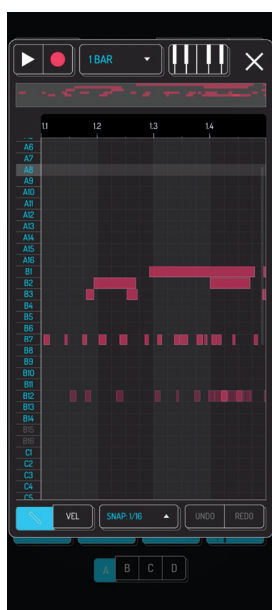 1 BAR
1.1 1.2 1.3 1.4
A6
A7
A8
A9
A10
A11
A12
A13
A14
A15
A16
B1
B2
B3
B4
B5
B6
B7
B8
B9
B10
B11
B12
B13
B14
B15
B16
C1
C2
C3
C4
C5
VEL SNAP: 1/16 UNDO REDO
A B C D